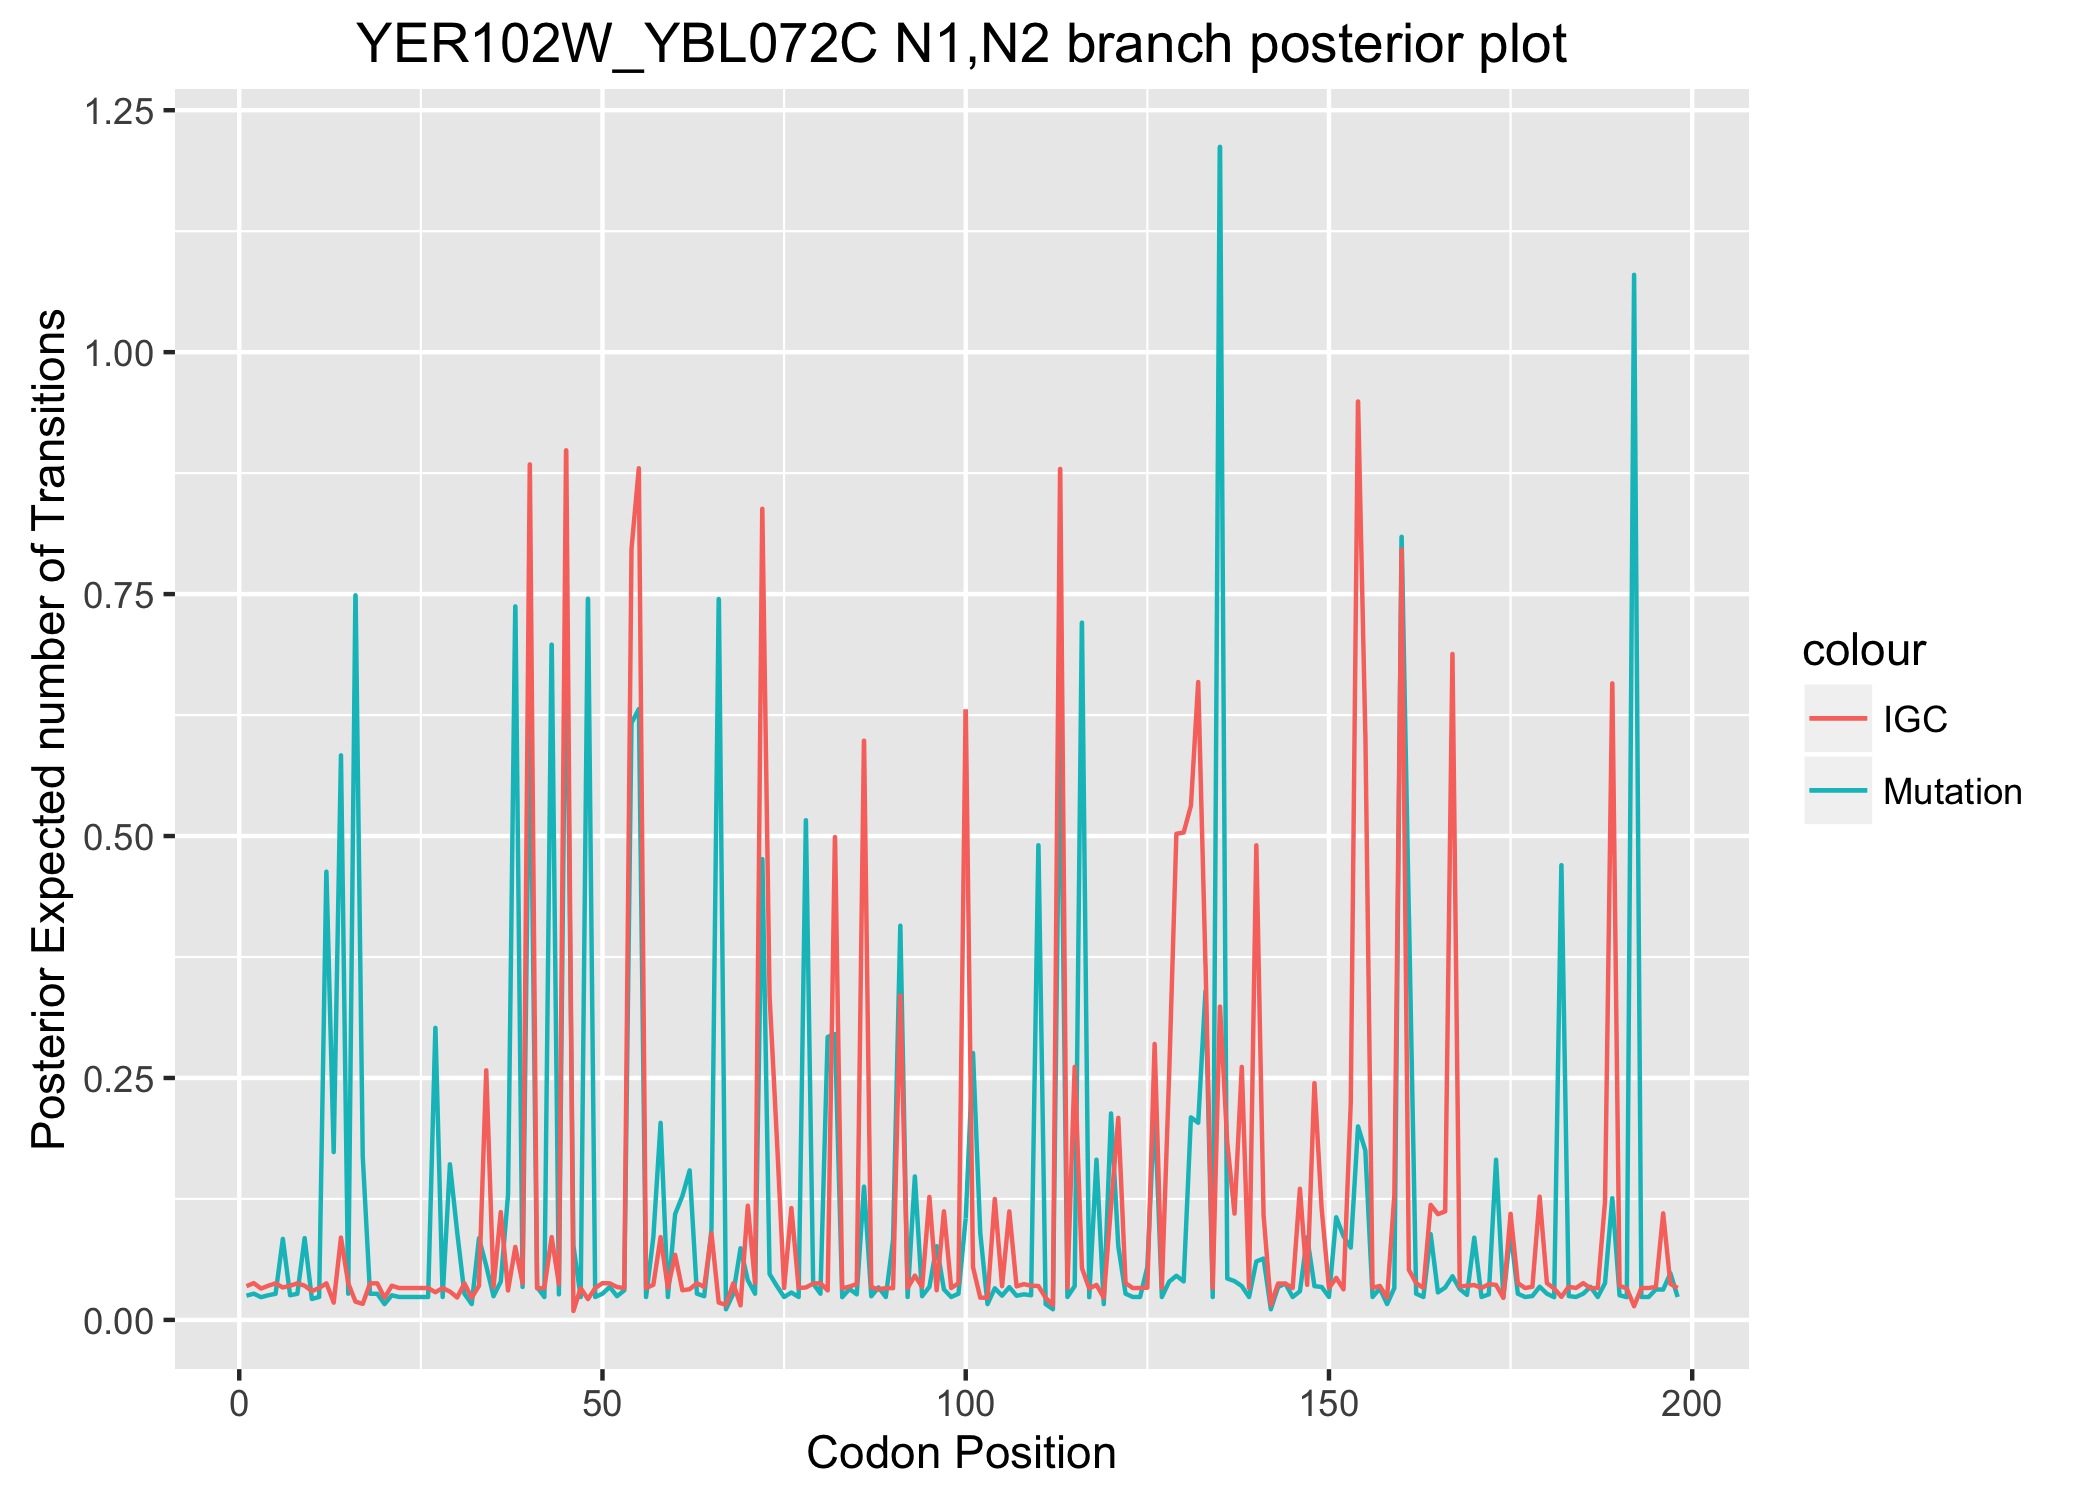 YER102W_YBL072C N1,N2 branch posterior plot
Posterior Expected number of Transitions
1.25
1.00
0.75
0.50
0.25
0.00
0 50 100 150 200
Codon Position
colour
IGC
Mutation